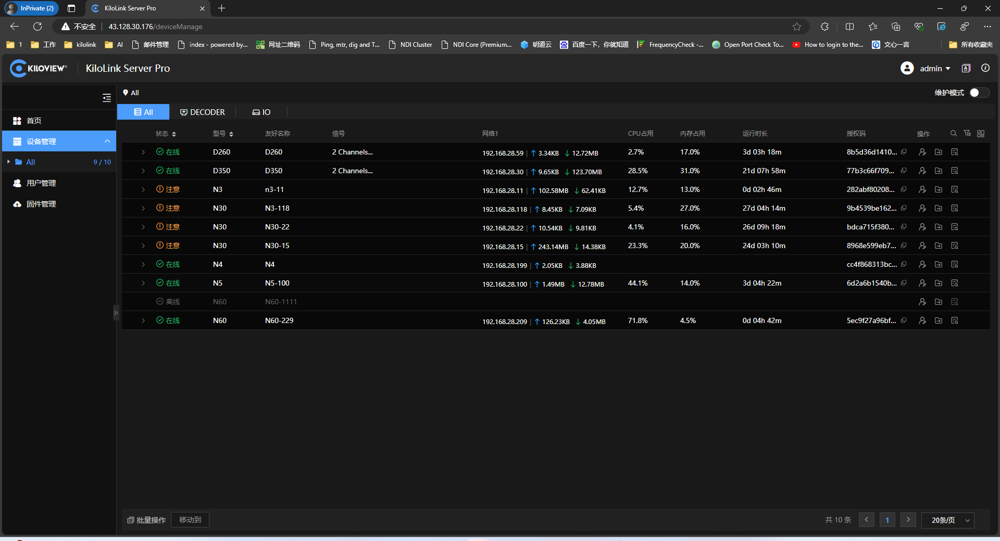 InPrivate (2) KiloLink Server Pro
不安全 43.128.30.176/deviceManage
1 工作 kilolink AI 邮件管理 index - powered by... 网址二维码 Ping, mtr, dig and T... NDI Cluster NDI Core (Premium... 明道云 百度一下，你就知道 FrequencyCheck -... Open Port Check To... How to login to the... 文心一言 所有收藏夹
KILOVIEW® KiloLink Server Pro admin
All 维护模式
All DECODER IO
首页
设备管理
All 9 / 10
用户管理
固件管理
状态 型号 友好名称 信号 网络1 CPU占用 内存占用 运行时长 授权码 操作
在线 D260 D260 2 Channels... 192.168.28.59 | ↑ 3.34KB ↓ 12.72MB 2.7% 17.0% 3d 03h 18m 8b5d36d1410...
在线 D350 D350 2 Channels... 192.168.28.30 | ↑ 9.65KB ↓ 123.70MB 28.5% 31.0% 21d 07h 58m 77b3c66f709...
注意 N3 n3-11 192.168.28.11 | ↑ 102.58MB ↓ 62.41KB 12.7% 13.0% 0d 02h 46m 282abf80208...
注意 N30 N3-118 192.168.28.118 | ↑ 8.45KB ↓ 7.09KB 5.4% 27.0% 27d 04h 14m 9b4539be162...
注意 N30 N30-22 192.168.28.22 | ↑ 10.54KB ↓ 9.81KB 4.1% 16.0% 26d 09h 18m bdca715f380...
注意 N30 N30-15 192.168.28.15 | ↑ 243.14MB ↓ 14.38KB 23.3% 20.0% 24d 03h 10m 8968e599eb7...
在线 N4 N4 192.168.28.199 | ↑ 2.05KB ↓ 3.88KB cc4f868313bc...
在线 N5 N5-100 192.168.28.100 | ↑ 1.49MB ↓ 12.78MB 44.1% 14.0% 3d 04h 22m 6d2a6b1540b...
离线 N60 N60-1111
在线 N60 N60-229 192.168.28.209 | ↑ 126.23KB ↓ 4.05MB 71.8% 4.5% 0d 04h 42m 5ec9f27a96bf...
批量操作 移动到 共 10 条 1 20条/页